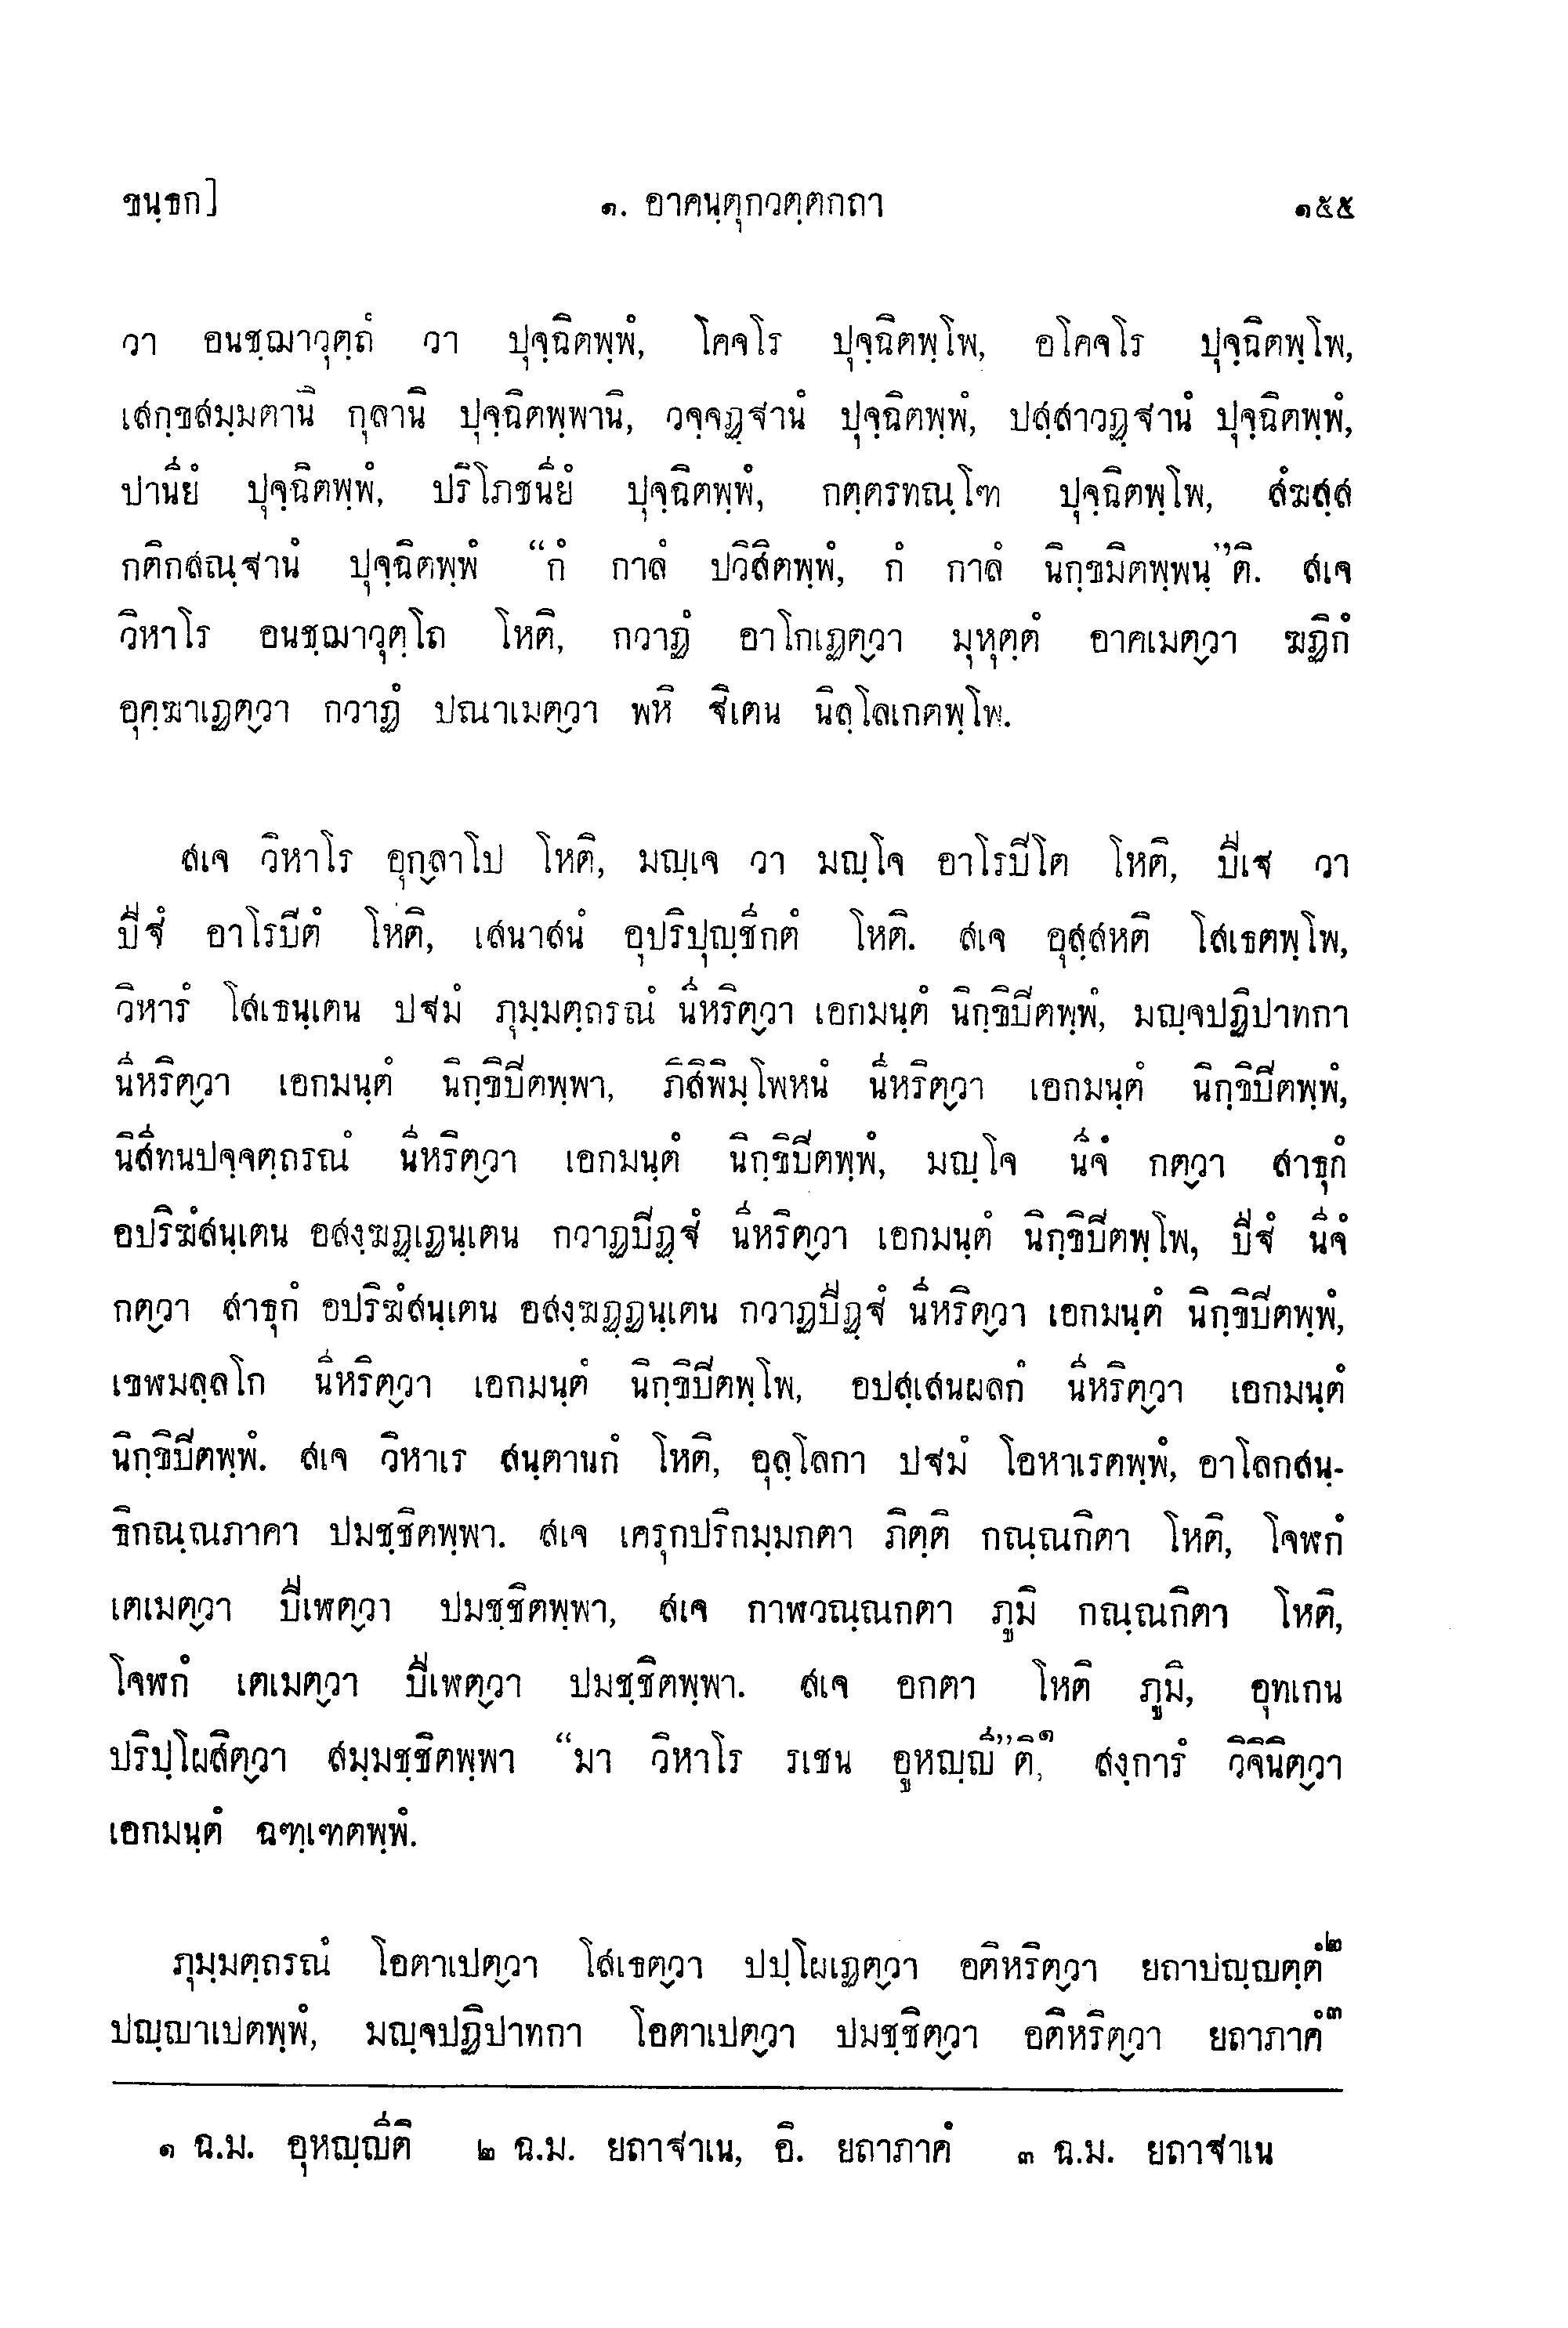 ขนฺธก]
๑. อาคนฺตุกวตฺตกถา
๑๕๕
วา อนชฺฌาวุตฺถํ วา ปุจฺฉิตพฺพํ, โคจโร ปุจฺฉิตพฺโพ, อโคจโร ปุจฺฉิตพฺโพ,
เสกฺขสมฺมตานิ กุลานิ ปุจฺฉิตพฺพานิ, วจฺจฏฺฐานํ ปุจฺฉิตพฺพํ, ปสฺสาวฏฺฐานํ ปุจฺฉิตพฺพํ,
ปานียํ ปุจฺฉิตพฺพํ, ปริโภชนียํ ปุจฺฉิตพฺพํ, กตฺตรทณฺโฑ ปุจฺฉิตพฺโพ, สํฆสฺส
กติกสณฺฐานํ ปุจฺฉิตพฺพํ “กํ กาลํ ปวิสิตพฺพํ, กํ กาลํ นิกฺขมิตพฺพนฺ”ติ. สเจ
วิหาโร อนชฺฌาวุตฺโถ โหติ, กวาฏํ อาโกเฏตฺวา มุหุตฺตํ อาคเมตฺวา ฆฏิกํ
อุคฺฆาเฏตฺวา กวาฏํ ปณาเมตฺวา พหิ ฐิเตน นิลฺโลเกตพฺโพ.
สเจ วิหาโร อุกฺลาโป โหติ, มญฺเจ วา มญฺโจ อาโรปิโต โหติ, ปีเฐ วา
ปีฐํ อาโรปิตํ โหติ, เสนาสนํ อุปริปุญฺชีกตํ โหติ. สเจ อุสฺสหติ โสเธตพฺโพ,
วิหารํ โสเธนฺเตน ปฐมํ ภุมฺมตฺถรณํ นีหริตฺวา เอกมนฺตํ นิกฺขิปิตพฺพํ, มญฺจปฏิปาทกา
นีหริตฺวา เอกมนฺตํ นิกฺขิปิตพฺพา, ภิสิพิมฺโพหนํ นีหริตฺวา เอกมนฺตํ นิกฺขิปิตพฺพํ,
นิสีทนปจฺจตฺถรณํ นีหริตฺวา เอกมนฺตํ นิกฺขิปิตพฺพํ, มญฺโจ นีจํ กตฺวา สาธุกํ
อปริฆํสนฺเตน อสงฺฆฏฺเฏนฺเตน กวาฏปิฏฺฐํ นีหริตฺวา เอกมนฺตํ นิกฺขิปิตพฺโพ, ปีฐํ นีจํ
กตฺวา สาธุกํ อปริฆํสนฺเตน อสงฺฆฏฺฏนฺเตน กวาฏปีฏฺฐํ นีหริตฺวา เอกมนฺตํ นิกฺขิปิตพฺพํ,
เขฬมลฺลโก นีหริตฺวา เอกมนฺตํ นิกฺขิปิตพฺโพ, อปสฺเสนผลกํ นีหริตฺวา เอกมนฺตํ
นิกฺขิปิตพฺพํ. สเจ วิหาเร สนฺตานกํ โหติ, อุลฺโลกา ปฐมํ โอหาเรตพฺพํ, อาโลกสนฺ-
ธิกณฺณภาคา ปมชฺชิตพฺพา. สเจ เครุกปริกมฺมกตา ภิตฺติ กณฺณกิตา โหติ, โจฬกํ
เตเมตฺวา ปีเฬตฺวา ปมชฺชิตพฺพา, สเจ กาฬวณฺณกตา ภูมิ กณฺณกิตา โหติ,
โจฬกํ เตเมตฺวา ปีเฬตฺวา ปมชฺชิตพฺพา. สเจ อกตา โหติ ภูมิ, อุทเกน
ปริปฺโผสิตฺวา สมฺมชฺชิตพฺพา “มา วิหาโร รเชน อูหญฺญี”ติ,๑ สงฺการํ วิจินิตฺวา
เอกมนฺตํ ฉฑฺเฑตพฺพํ.
ภุมฺมตฺถรณํ โอตาเปตฺวา โสเธตฺวา ปปฺโผเฏตฺวา อติหริตฺวา ยถาปญฺญตฺตํ๒
ปญฺญาเปตพฺพํ, มญฺจปฏิปาทกา โอตาเปตฺวา ปมชฺชิตฺวา อติหริตฺวา ยถาภาคํ๓
๑ ฉ.ม. อุหญฺญีติ ๒ ฉ.ม. ยถาฐาเน, อิ. ยถาภาคํ ๓ ฉ.ม. ยถาฐาเน